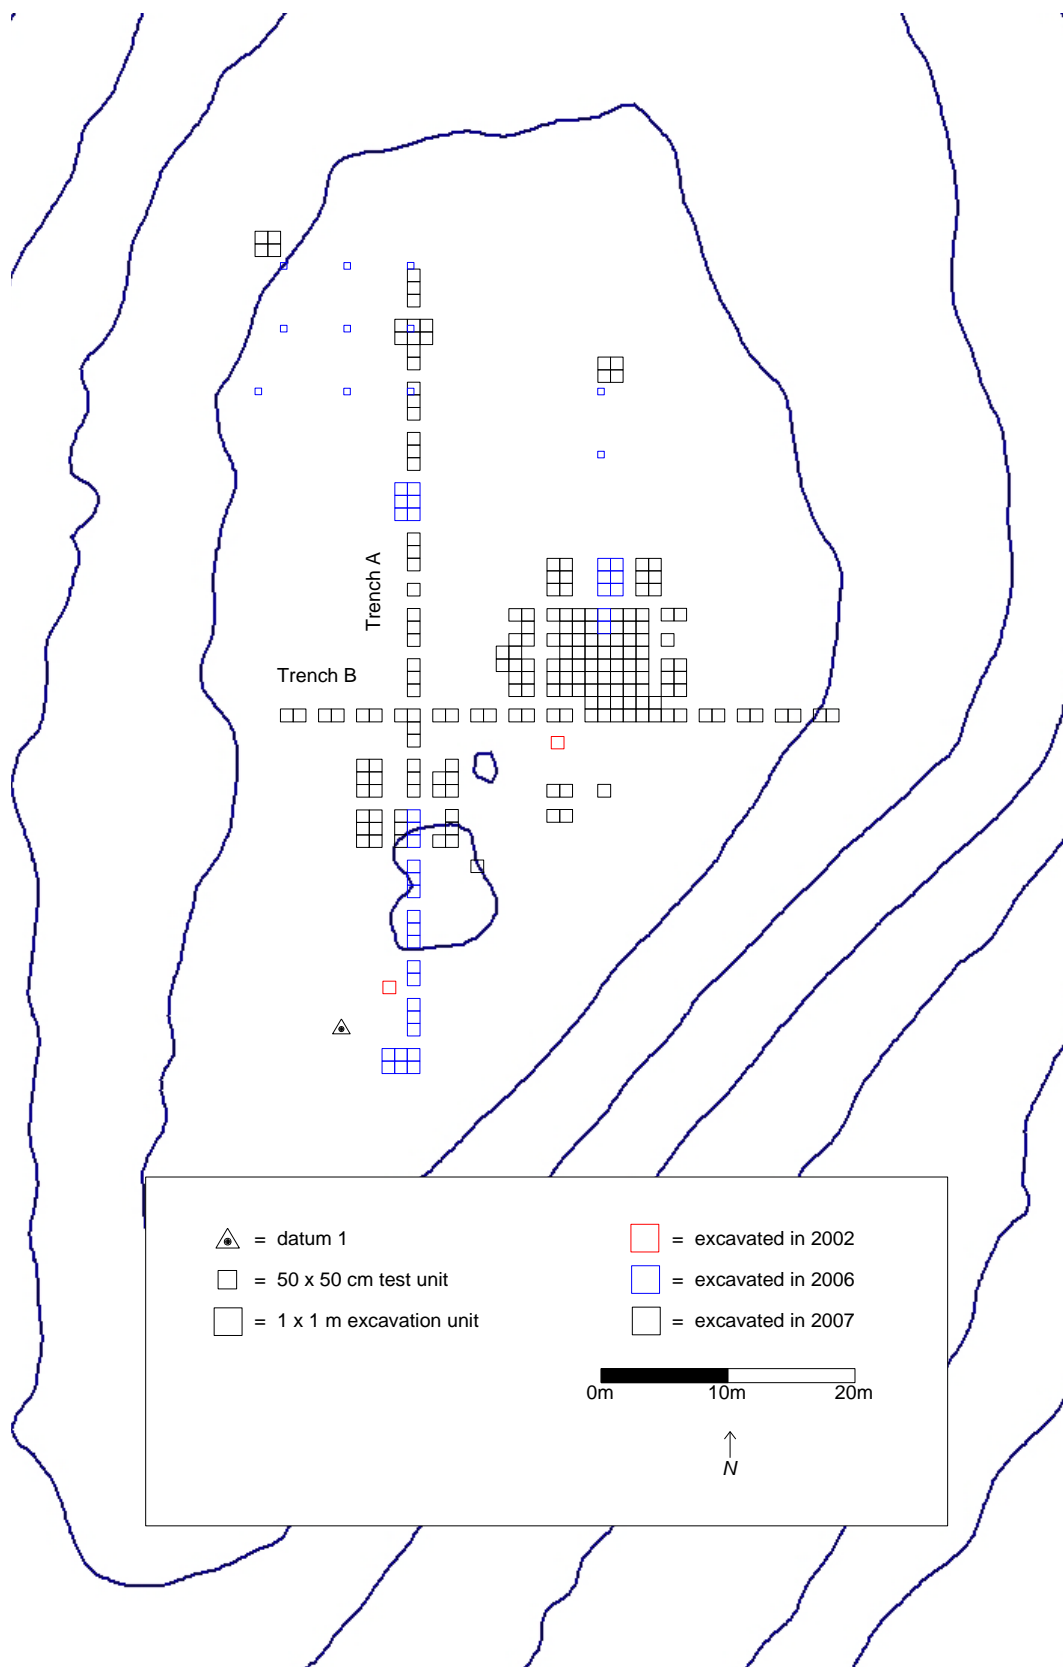 Trench A
Trench B
= datum 1
= 50 x 50 cm test unit
= 1 x 1 m excavation unit
= excavated in 2002
= excavated in 2006
= excavated in 2007
0m 10m 20m
N